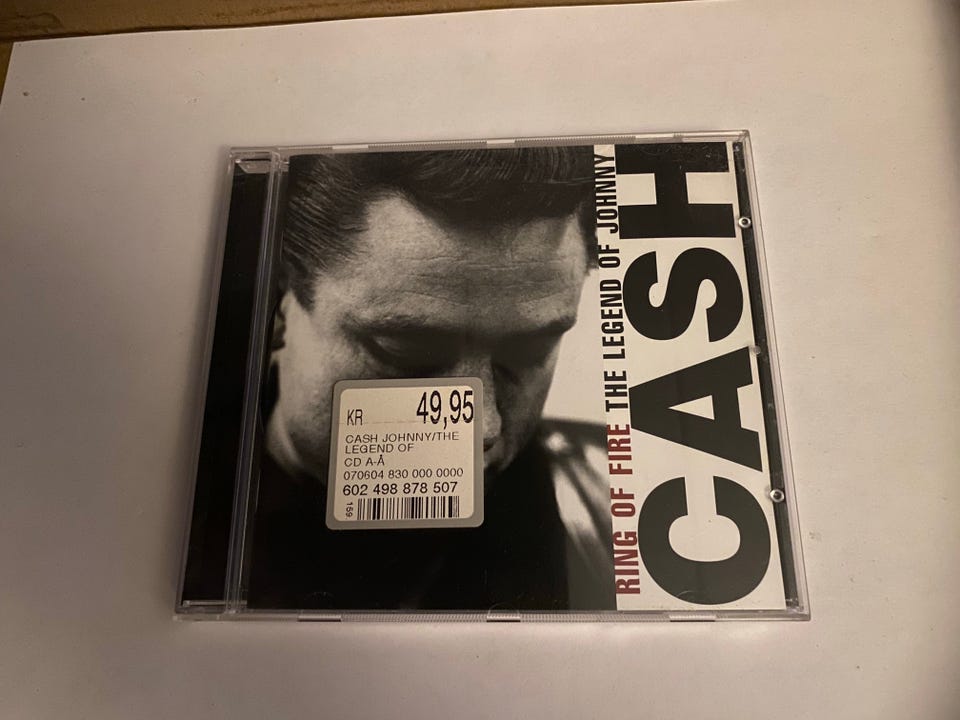 RING OF FIRE THE LEGEND OF JOHNNY
CASH
KR 49,95
CASH JOHNNY/THE
LEGEND OF
CD A-Å
070604 830 000 0000
602 498 878 507
159